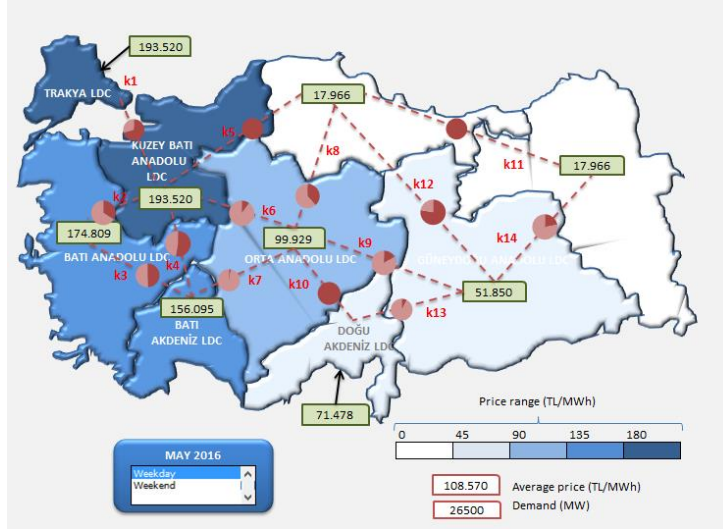 193.520
k1
TRAKYA LDC
17.966
k5
KUZEY BATI
ANADOLU
LDC
k8
k11
17.966
k12
193.520
k6
174.809
99.929
k14
BATI ANADOLU LDC
ORTA ANADOLU LDC
k9
k3
k4
k7
k10
51.850
156.095
k13
BATI
AKDENİZ LDC
DOĞU
AKDENİZ LDC
71.478
Price range (TL/MWh)
0 45 90 135 180
MAY 2016
Weekday
Weekend
108.570 Average price (TL/MWh)
26500 Demand (MW)